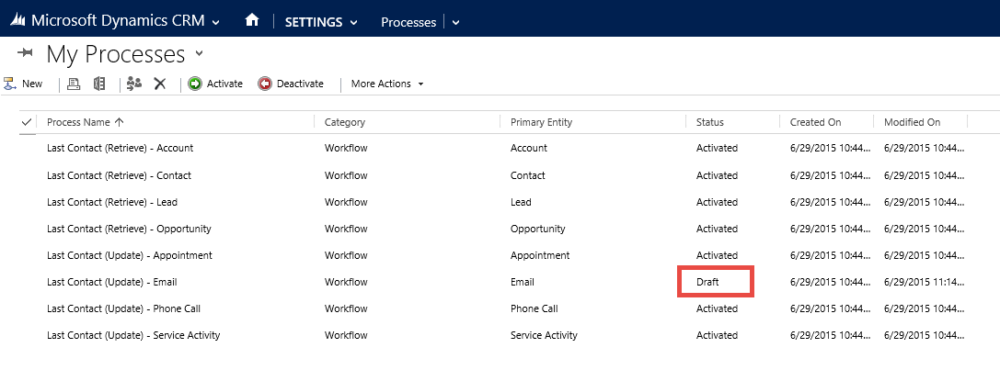 Microsoft Dynamics CRM SETTINGS Processes
My Processes
New Activate Deactivate More Actions
Process Name Category Primary Entity Status Created On Modified On
Last Contact (Retrieve) - Account Workflow Account Activated 6/29/2015 10:44... 6/29/2015 10:44...
Last Contact (Retrieve) - Contact Workflow Contact Activated 6/29/2015 10:44... 6/29/2015 10:44...
Last Contact (Retrieve) - Lead Workflow Lead Activated 6/29/2015 10:44... 6/29/2015 10:44...
Last Contact (Retrieve) - Opportunity Workflow Opportunity Activated 6/29/2015 10:44... 6/29/2015 10:44...
Last Contact (Update) - Appointment Workflow Appointment Activated 6/29/2015 10:44... 6/29/2015 10:44...
Last Contact (Update) - Email Workflow Email Draft 6/29/2015 10:44... 6/29/2015 11:14...
Last Contact (Update) - Phone Call Workflow Phone Call Activated 6/29/2015 10:44... 6/29/2015 10:44...
Last Contact (Update) - Service Activity Workflow Service Activity Activated 6/29/2015 10:44... 6/29/2015 10:44...